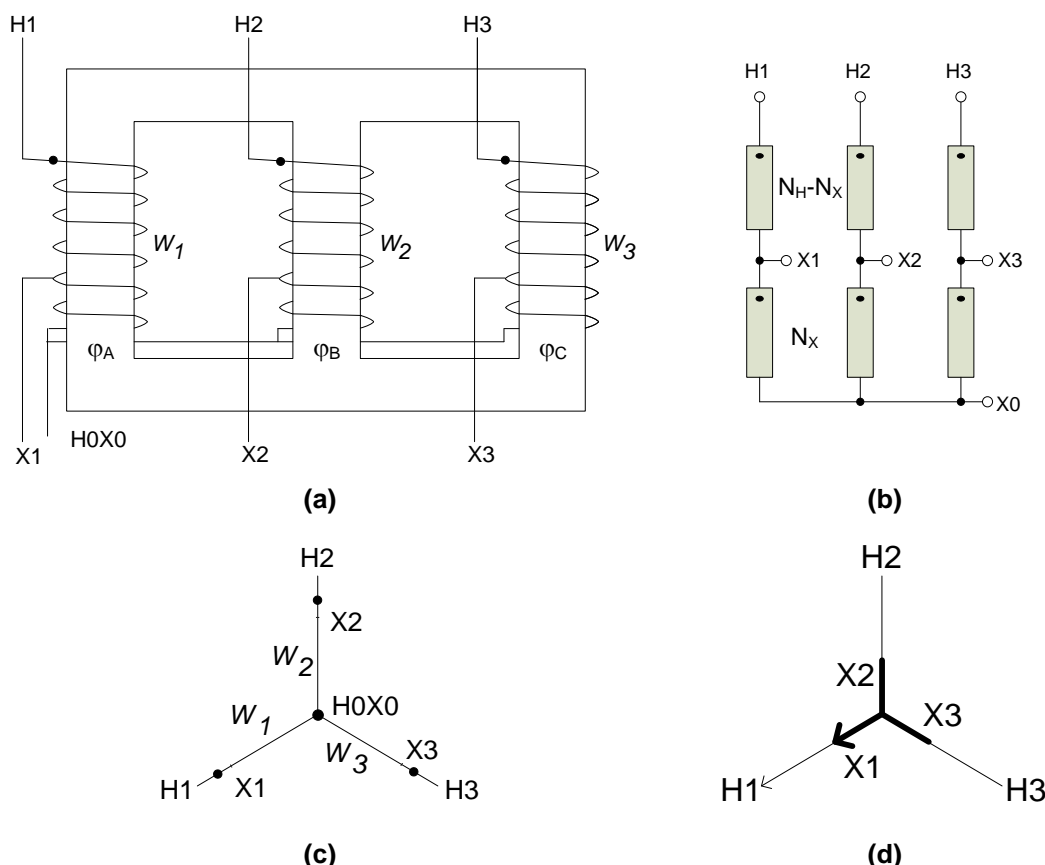 H1 H2 H3
W1 W2 W3
φA φB φC
H0X0
X1 X2 X3
(a)
H1 H2 H3
NH-NX
X1 X2 X3
NX
X0
(b)
H2
X2
W2
H0X0
W1
W3
X3
H1 X1 H3
(c)
H2
X2
X3
X1
H1 H3
(d)